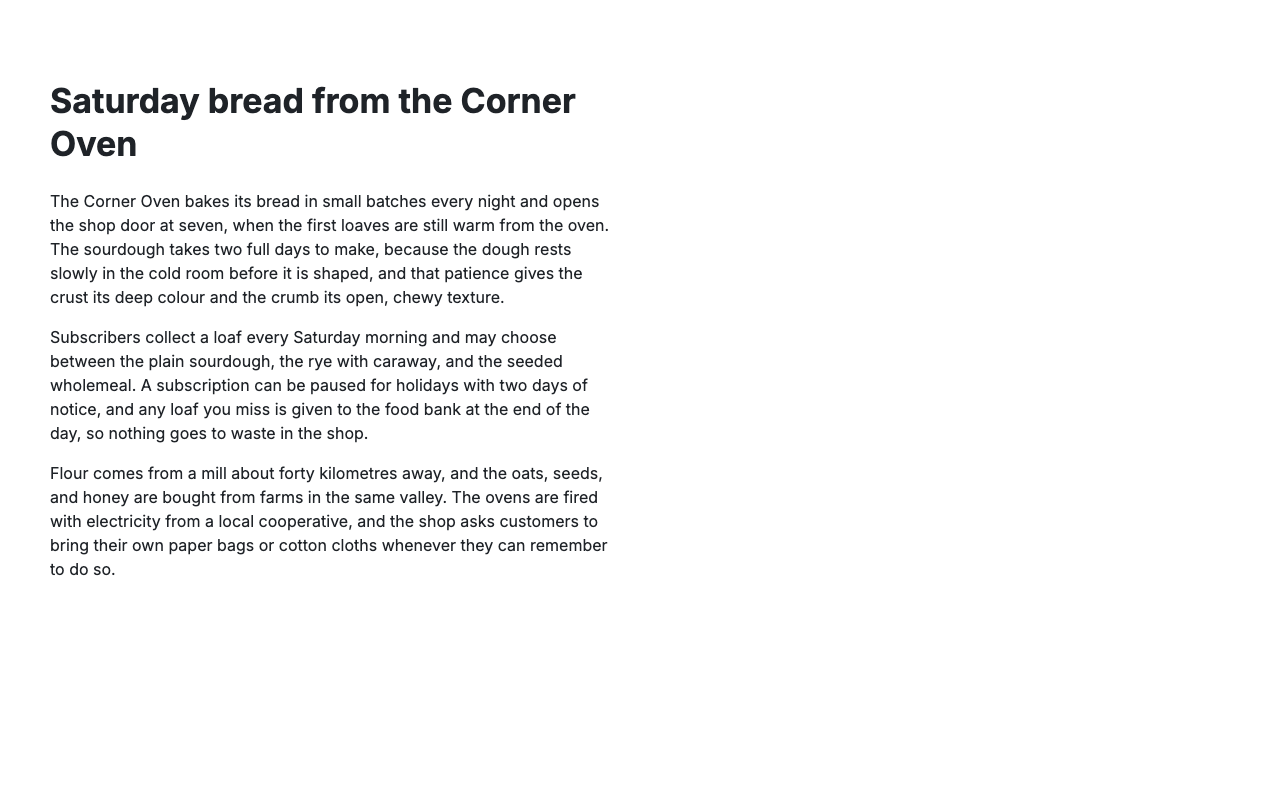 Saturday bread from the Corner
Oven
The Corner Oven bakes its bread in small batches every night and opens
the shop door at seven, when the first loaves are still warm from the oven.
The sourdough takes two full days to make, because the dough rests
slowly in the cold room before it is shaped, and that patience gives the
crust its deep colour and the crumb its open, chewy texture.
Subscribers collect a loaf every Saturday morning and may choose
between the plain sourdough, the rye with caraway, and the seeded
wholemeal. A subscription can be paused for holidays with two days of
notice, and any loaf you miss is given to the food bank at the end of the
day, so nothing goes to waste in the shop.
Flour comes from a mill about forty kilometres away, and the oats, seeds,
and honey are bought from farms in the same valley. The ovens are fired
with electricity from a local cooperative, and the shop asks customers to
bring their own paper bags or cotton cloths whenever they can remember
to do so.